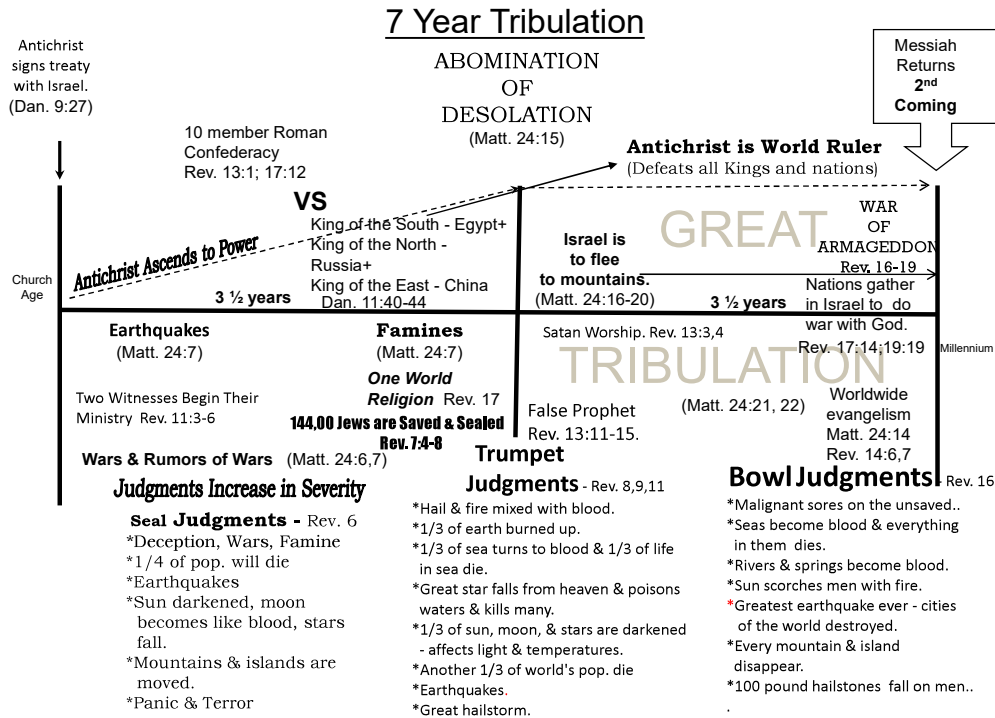 7 Year Tribulation
Antichrist
signs treaty
with Israel.
(Dan. 9:27)
ABOMINATION
OF
DESOLATION
(Matt. 24:15)
Messiah
Returns
2nd
Coming
10 member Roman
Confederacy
Rev. 13:1; 17:12
VS
King of the South - Egypt+
King of the North -
Russia+
King of the East - China
Dan. 11:40-44
Antichrist is World Ruler
(Defeats all Kings and nations)
Antichrist Ascends to Power
Church
Age
3 ½ years
Israel is
to flee
to mountains.
(Matt. 24:16-20)
GREAT
WAR
OF
ARMAGEDDON
Rev. 16-19
Nations gather
in Israel to do
war with God.
Rev. 17:14;19:19
3 ½ years
Millennium
Earthquakes
(Matt. 24:7)
Famines
(Matt. 24:7)
One World
Religion Rev. 17
Two Witnesses Begin Their
Ministry Rev. 11:3-6
144,00 Jews are Saved & Sealed
Rev. 7:4-8
Wars & Rumors of Wars (Matt. 24:6,7)
Satan Worship. Rev. 13:3,4
TRIBULATION
(Matt. 24:21, 22)
False Prophet
Rev. 13:11-15.
Worldwide
evangelism
Matt. 24:14
Rev. 14:6,7
Judgments Increase in Severity
Seal Judgments - Rev. 6
*Deception, Wars, Famine
*1/4 of pop. will die
*Earthquakes
*Sun darkened, moon
becomes like blood, stars
fall.
*Mountains & islands are
moved.
*Panic & Terror
Trumpet
Judgments - Rev. 8,9,11
*Hail & fire mixed with blood.
*1/3 of earth burned up.
*1/3 of sea turns to blood & 1/3 of life
in sea die.
*Great star falls from heaven & poisons
waters & kills many.
*1/3 of sun, moon, & stars are darkened
- affects light & temperatures.
*Another 1/3 of world's pop. die
*Earthquakes.
*Great hailstorm.
Bowl Judgments - Rev. 16
*Malignant sores on the unsaved..
*Seas become blood & everything
in them dies.
*Rivers & springs become blood.
*Sun scorches men with fire.
*Greatest earthquake ever - cities
of the world destroyed.
*Every mountain & island
disappear.
*100 pound hailstones fall on men..
.